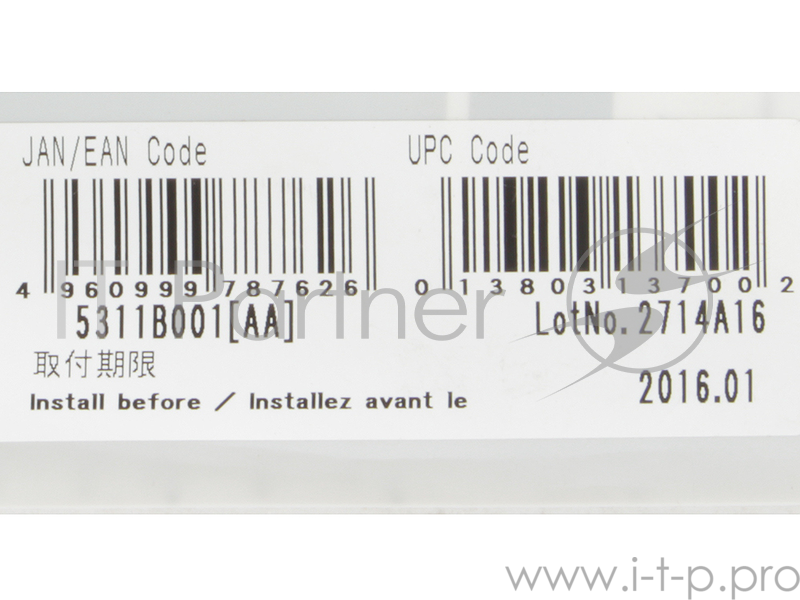 JAN/EAN Code
UPC Code
4 960999 787626
0 13803 13700 2
5311B001[AA]
LotNo. 2714A16
取付期限
Install before / Installez avant le
2016.01
IT Partner
www.i-t-p.pro